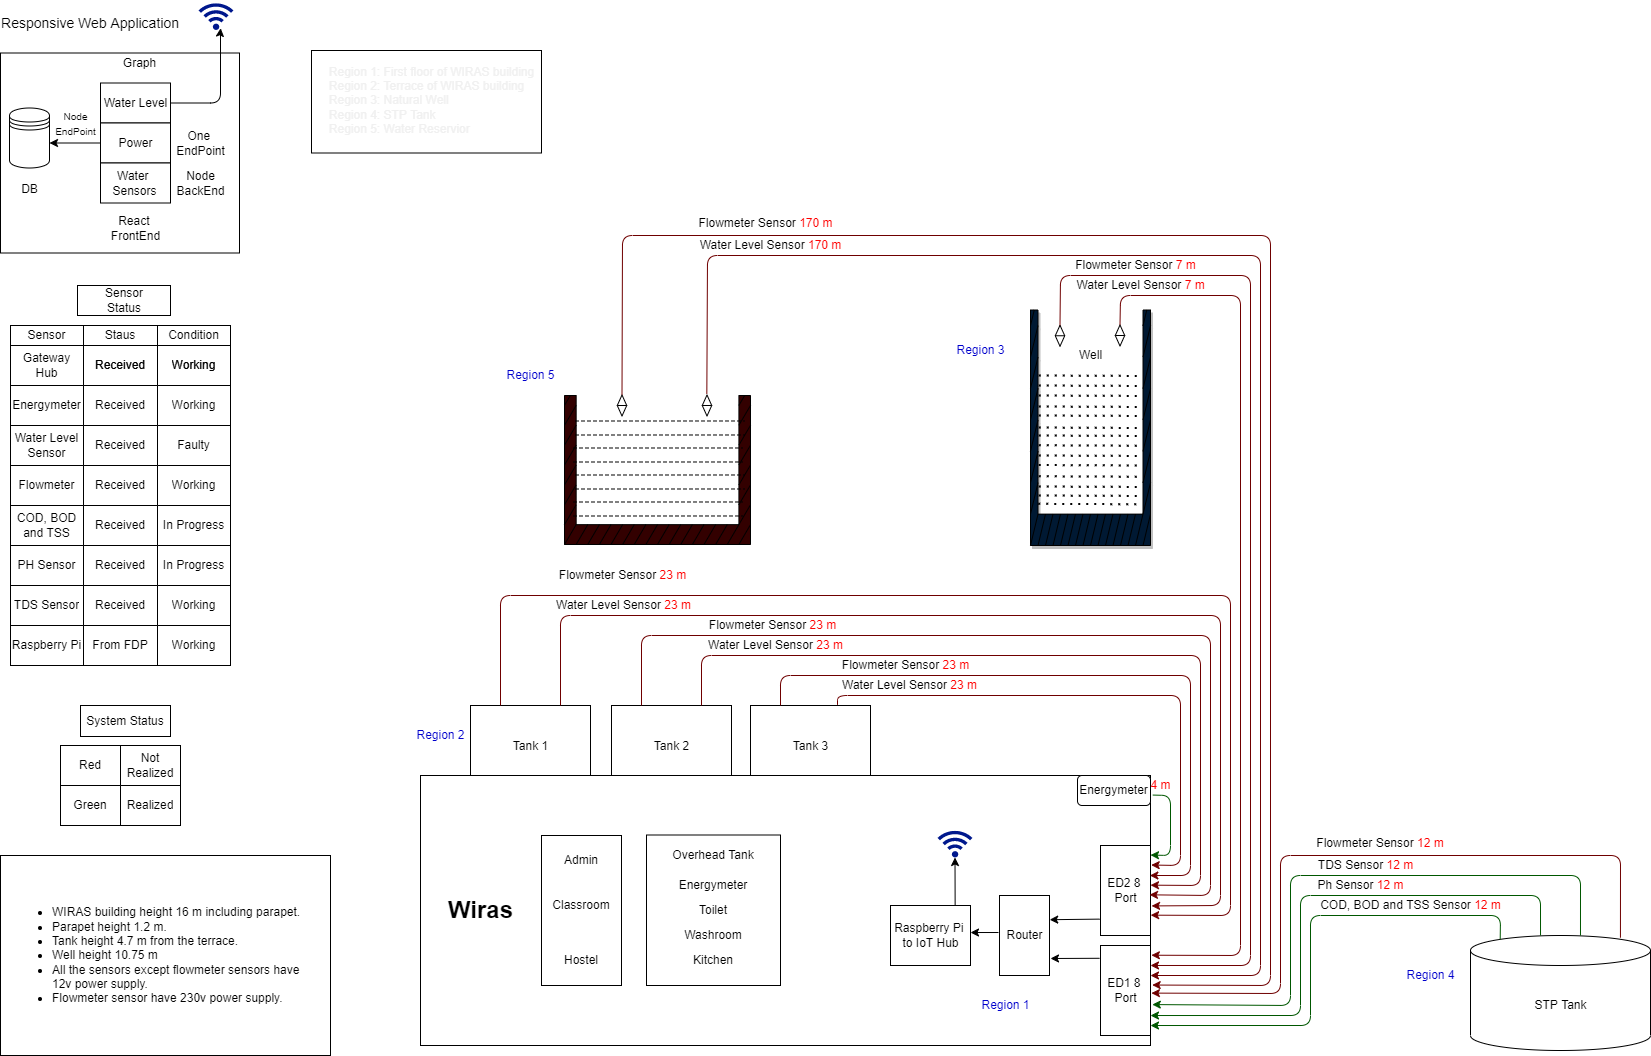 Responsive Web Application
Graph
Water Level
Node
EndPoint
Power
One
EndPoint
Water
Sensors
Node
BackEnd
DB
React
FrontEnd
Region 1: First floor of WIRAS building
Region 2: Terrace of WIRAS building
Region 3: Natural Well
Region 4: STP Tank
Region 5: Water Reservior
Sensor
Status
Sensor Staus Condition
Gateway
Hub Received Working
Energymeter Received Working
Water Level
Sensor Received Faulty
Flowmeter Received Working
COD, BOD
and TSS Received In Progress
PH Sensor Received In Progress
TDS Sensor Received Working
Raspberry Pi From FDP Working
System Status
Red Not
Realized
Green Realized
WIRAS building height 16 m including parapet.
Parapet height 1.2 m.
Tank height 4.7 m from the terrace.
Well height 10.75 m
All the sensors except flowmeter sensors have
12v power supply.
Flowmeter sensor have 230v power supply.
Flowmeter Sensor 170 m
Water Level Sensor 170 m
Flowmeter Sensor 7 m
Water Level Sensor 7 m
Region 3
Well
Region 5
Flowmeter Sensor 23 m
Water Level Sensor 23 m
Flowmeter Sensor 23 m
Water Level Sensor 23 m
Flowmeter Sensor 23 m
Water Level Sensor 23 m
Region 2
Tank 1
Tank 2
Tank 3
Energymeter
4 m
Wiras
Admin
Classroom
Hostel
Overhead Tank
Energymeter
Toilet
Washroom
Kitchen
Raspberry Pi
to IoT Hub
Router
ED2 8
Port
ED1 8
Port
Region 1
Flowmeter Sensor 12 m
TDS Sensor 12 m
Ph Sensor 12 m
COD, BOD and TSS Sensor 12 m
Region 4
STP Tank